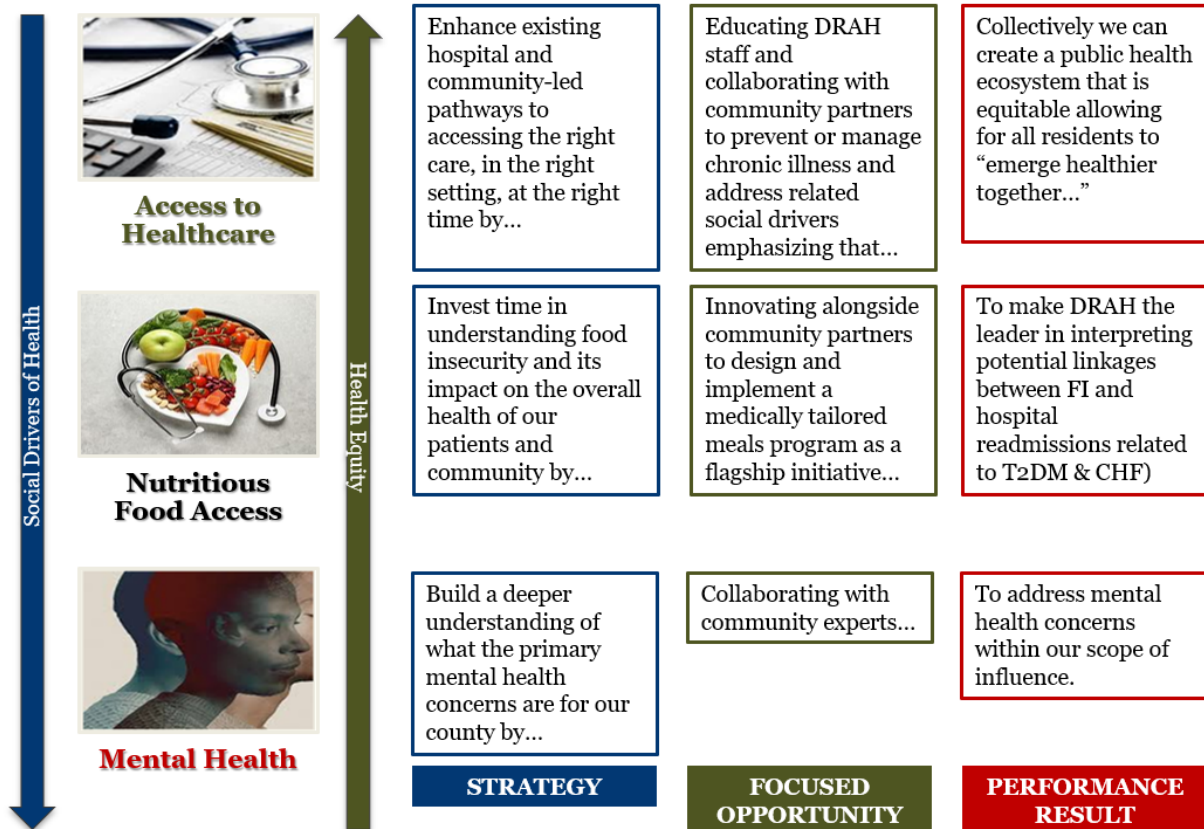 Social Drivers of Health
Health Equity
Access to
Healthcare
Enhance existing
hospital and
community-led
pathways to
accessing the right
care, in the right
setting, at the right
time by...
Educating DRAH
staff and
collaborating with
community partners
to prevent or manage
chronic illness and
address related
social drivers
emphasizing that...
Collectively we can
create a public health
ecosystem that is
equitable allowing
for all residents to
“emerge healthier
together...”
Nutritious
Food Access
Invest time in
understanding food
insecurity and its
impact on the overall
health of our
patients and
community by...
Innovating alongside
community partners
to design and
implement a
medically tailored
meals program as a
flagship initiative...
To make DRAH the
leader in interpreting
potential linkages
between FI and
hospital
readmissions related
to T2DM & CHF)
Mental Health
Build a deeper
understanding of
what the primary
mental health
concerns are for our
county by...
Collaborating with
community experts...
To address mental
health concerns
within our scope of
influence.
STRATEGY
FOCUSED
OPPORTUNITY
PERFORMANCE
RESULT